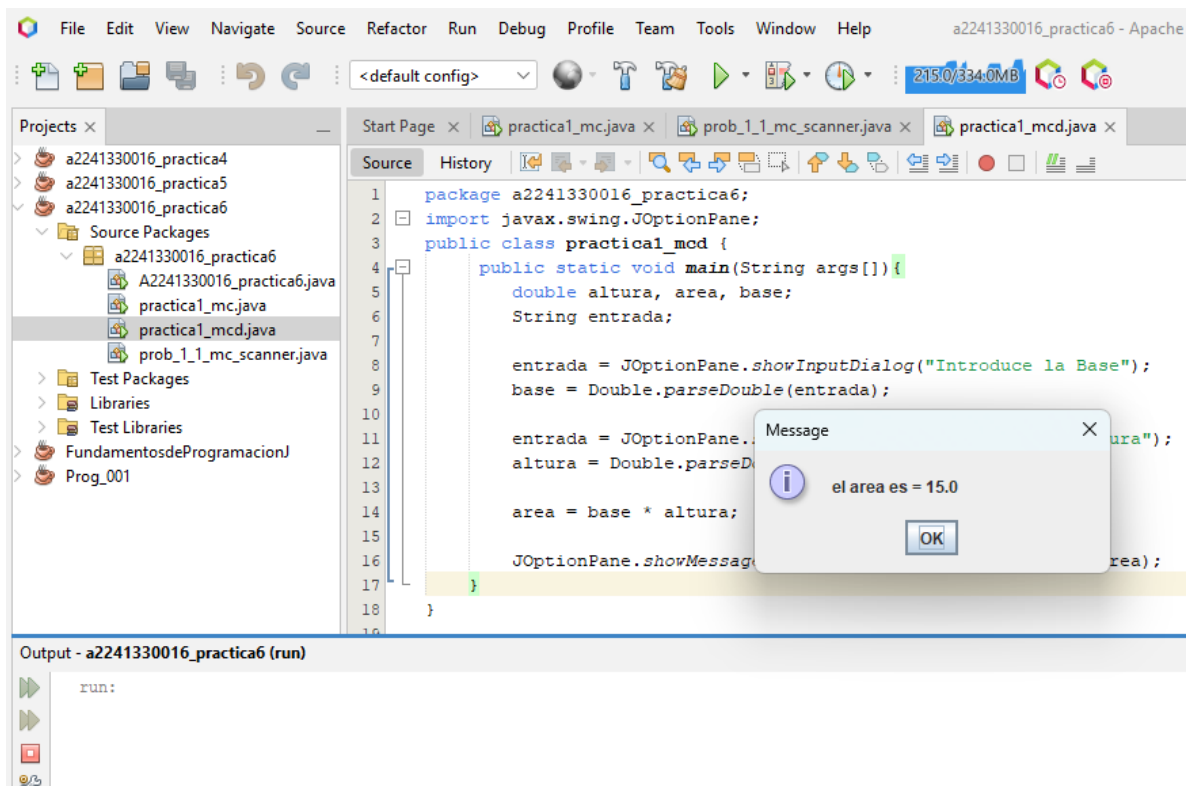 File Edit View Navigate Source Refactor Run Debug Profile Team Tools Window Help a2241330016_practica6 - Apache
<default config> 215.0/334.0MB
Projects
Start Page practica1_mc.java prob_1_1_mc_scanner.java practica1_mcd.java
a2241330016_practica4
a2241330016_practica5
a2241330016_practica6
Source Packages
a2241330016_practica6
A2241330016_practica6.java
practica1_mc.java
practica1_mcd.java
prob_1_1_mc_scanner.java
Test Packages
Libraries
Test Libraries
FundamentosdeProgramacionJ
Prog_001
Source History
1 package a2241330016_practica6;
2 import javax.swing.JOptionPane;
3 public class practica1_mcd {
4 public static void main(String args[]){
5 double altura, area, base;
6 String entrada;
7
8 entrada = JOptionPane.showInputDialog("Introduce la Base");
9 base = Double.parseDouble(entrada);
10
11 entrada = JOptionPane. ura");
12 altura = Double.parseD
13
14 area = base * altura;
15
16 JOptionPane.showMessag rea);
17 }
18 }
19
Message
el area es = 15.0
OK
Output - a2241330016_practica6 (run)
run: